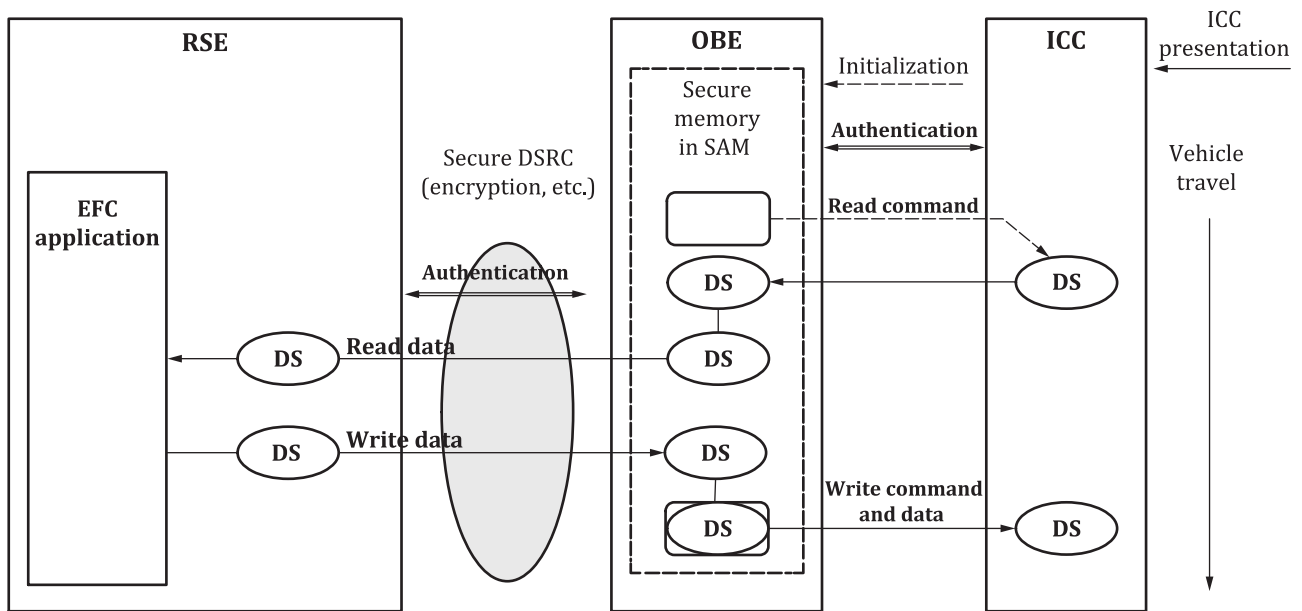 RSE
OBE
ICC
ICC
presentation
Initialization
Secure
memory
in SAM
Authentication
Secure DSRC
(encryption, etc.)
Vehicle
travel
EFC
application
Read command
Authentication
DS
DS
DS
Read data
DS
DS
Write data
DS
Write command
and data
DS
DS